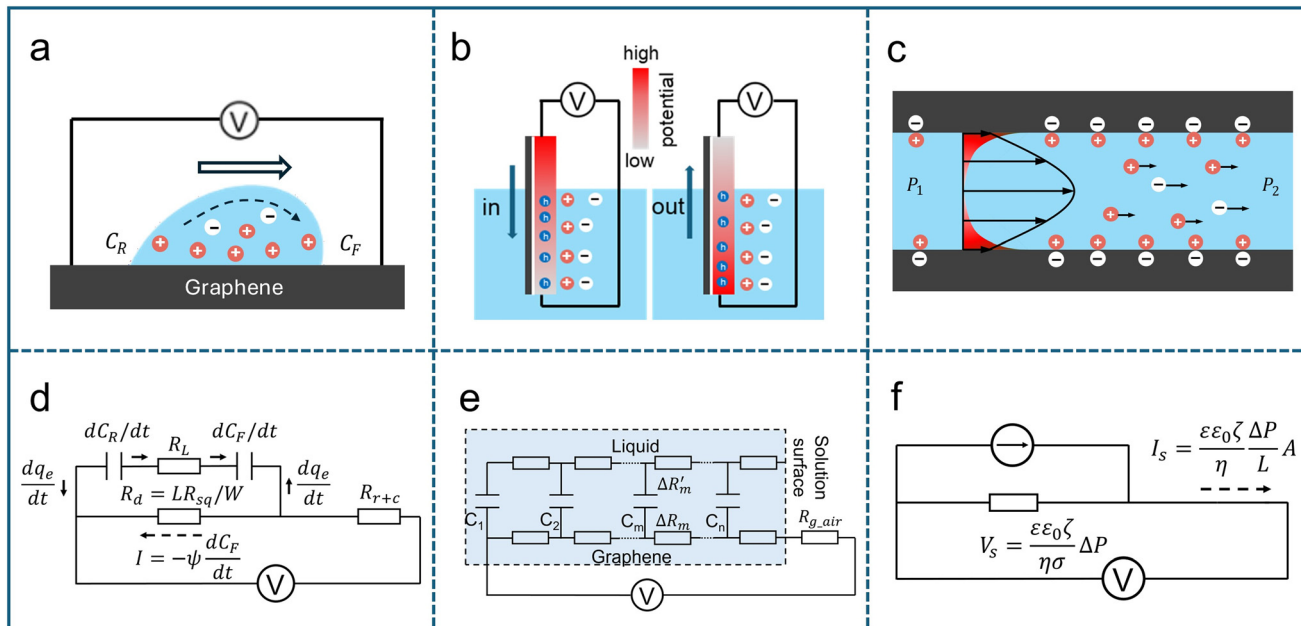 a
V
C_R
C_F
Graphene
b
high
potential
low
V
V
in
out
h
h
h
h
h
h
h
h
h
h
c
P_1
P_2
d
dC_R/dt
R_L
dC_F/dt
dq_e/dt
R_d = LR_sq/W
dq_e/dt
R_r+c
I = -ψ dC_F/dt
V
e
Liquid
Solution surface
ΔR'_m
C_1
C_2
C_m
ΔR_m
C_n
R_g_air
Graphene
V
f
I_s = εε_0ζ/η ΔP/L A
V_s = εε_0ζ/ησ ΔP
V